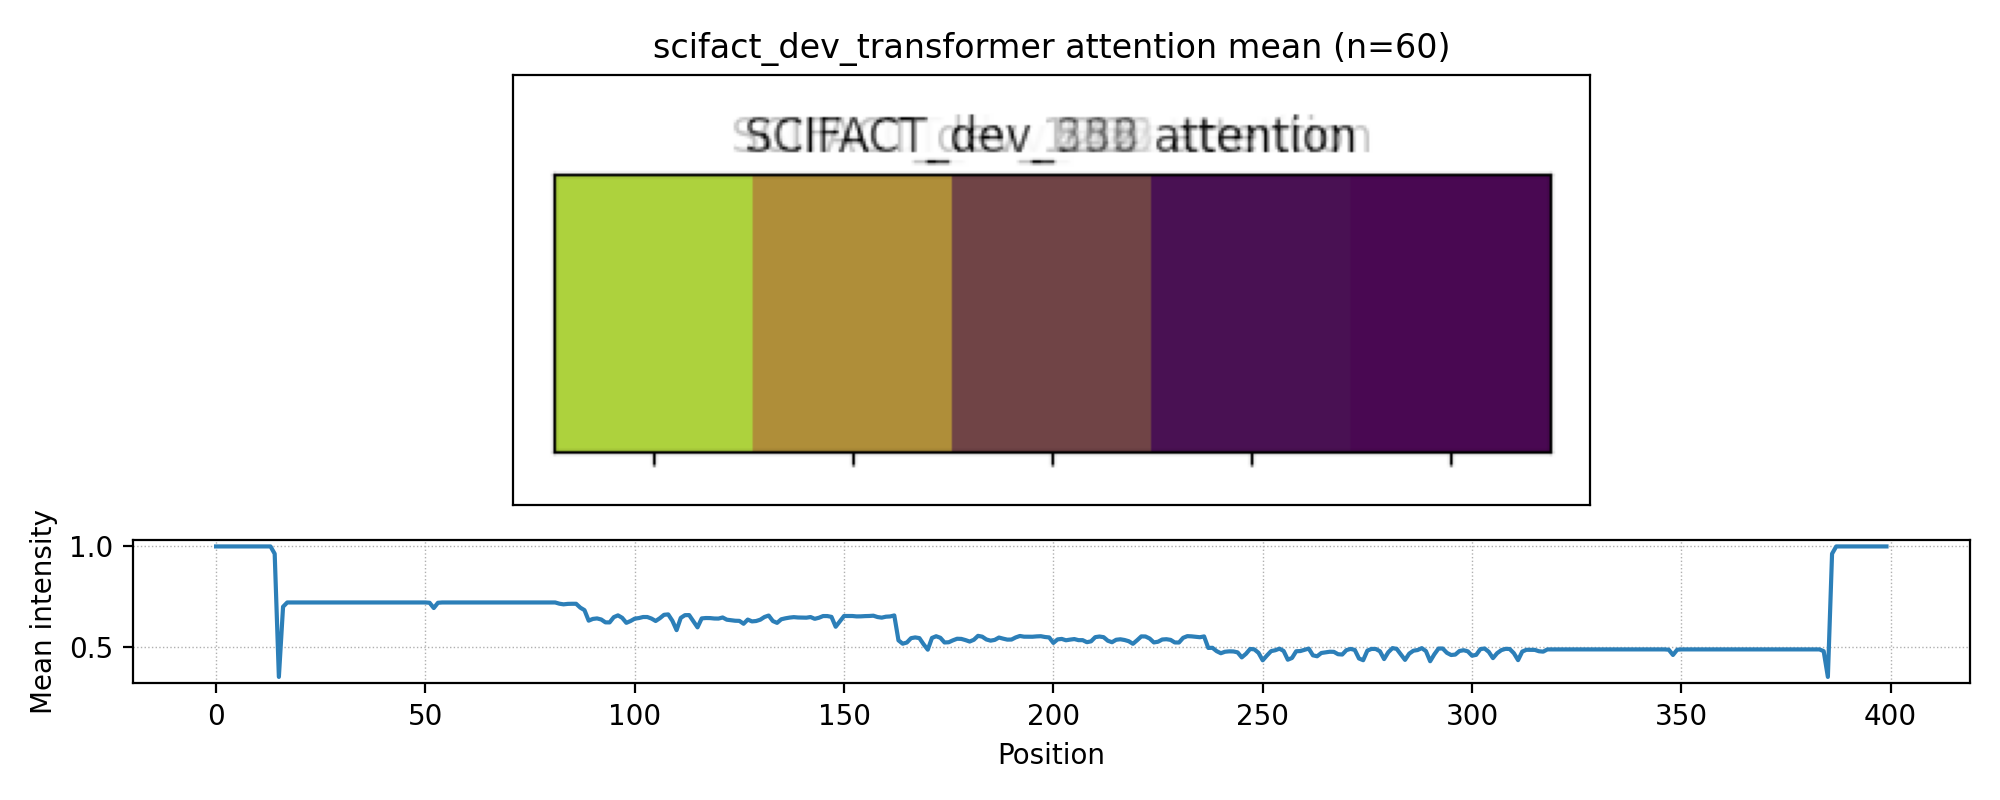 scifact_dev_transformer attention mean (n=60)
SCIFACT_dev_ attention
Mean intensity
1.0
0.5
0 50 100 150 200 250 300 350 400
Position